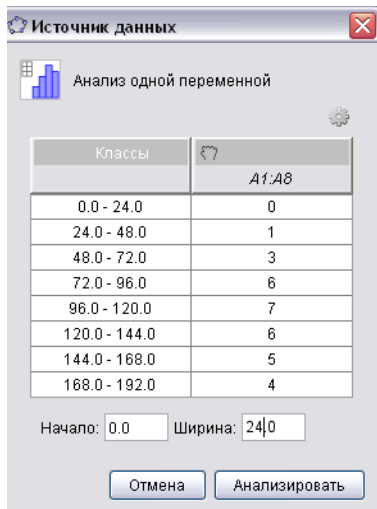 Источник данных
Анализ одной переменной
Классы
A1:A8
0.0 - 24.0 0
24.0 - 48.0 1
48.0 - 72.0 3
72.0 - 96.0 6
96.0 - 120.0 7
120.0 - 144.0 6
144.0 - 168.0 5
168.0 - 192.0 4
Начало: 0.0 Ширина: 24.0
Отмена Анализировать